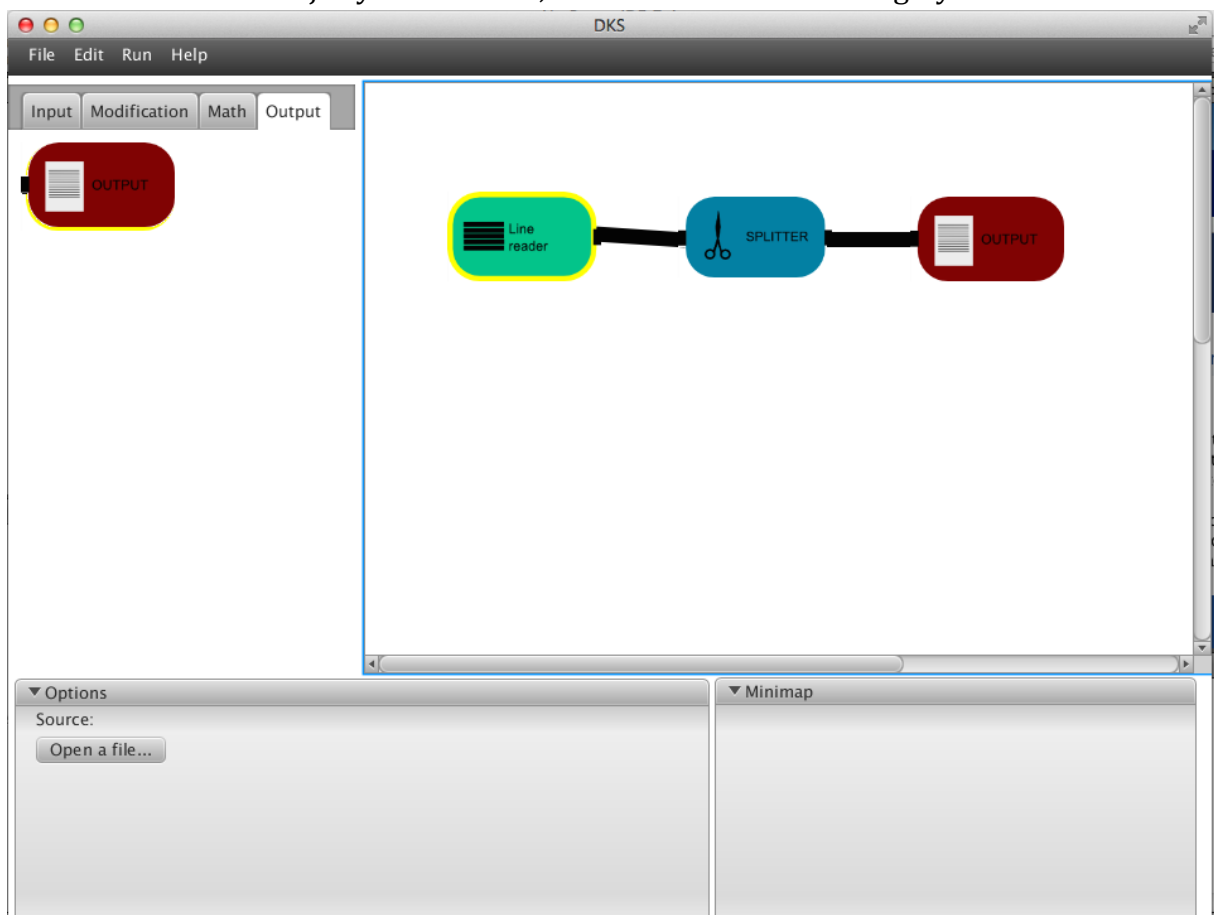 DKS
File Edit Run Help
Input Modification Math Output
OUTPUT
Line
reader
SPLITTER
OUTPUT
Options
Source:
Open a file...
Minimap